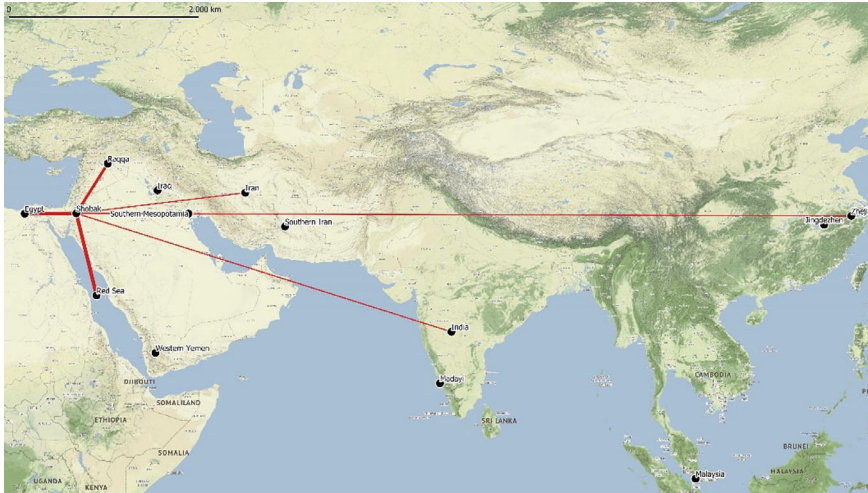 0
2.000 km
Raqqa
Iraq
Iran
Egypt
Shobak
Southern Mesopotamia
Southern Iran
Jingdezhen
Red Sea
India
Western Yemen
Madayi
DJIBOUTI
SOMALILAND
ETHIOPIA
SOMALIA
UGANDA
KENYA
SRI LANKA
CAMBODIA
BRUNEI
MALAYSIA
Malaysia